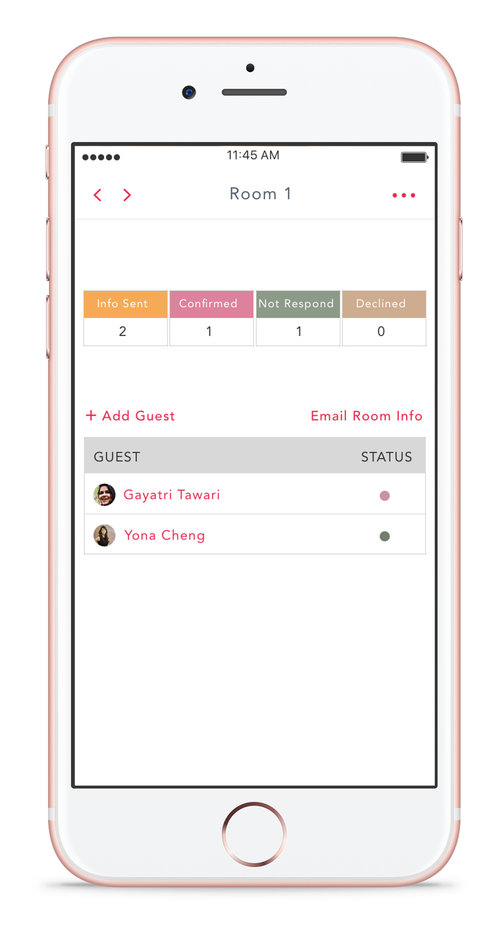 11:45 AM
Room 1
Info Sent Confirmed Not Respond Declined
2 1 1 0
+ Add Guest Email Room Info
GUEST STATUS
Gayatri Tawari
Yona Cheng